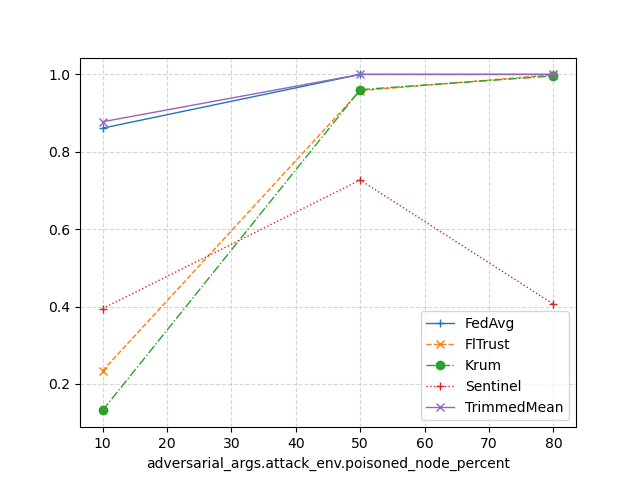 1.0
0.8
0.6
0.4
0.2
FedAvg
FlTrust
Krum
Sentinel
TrimmedMean
10 20 30 40 50 60 70 80
adversarial_args.attack_env.poisoned_node_percent